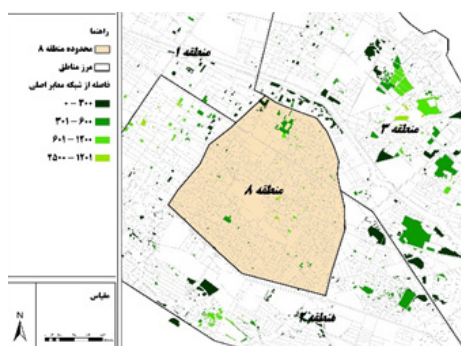 راهنما
محدوده منطقه ۸
مرز مناطق
فاصله از شبکه معابر اصلی
۰ - ۳۰۰
۳۰۱ - ۶۰۰
۶۰۱ - ۱۲۰۰
۱۲۰۱ - ۲۵۰۰
منطقه ۱
منطقه ۳
منطقه ۸
منطقه
مقیاس
N